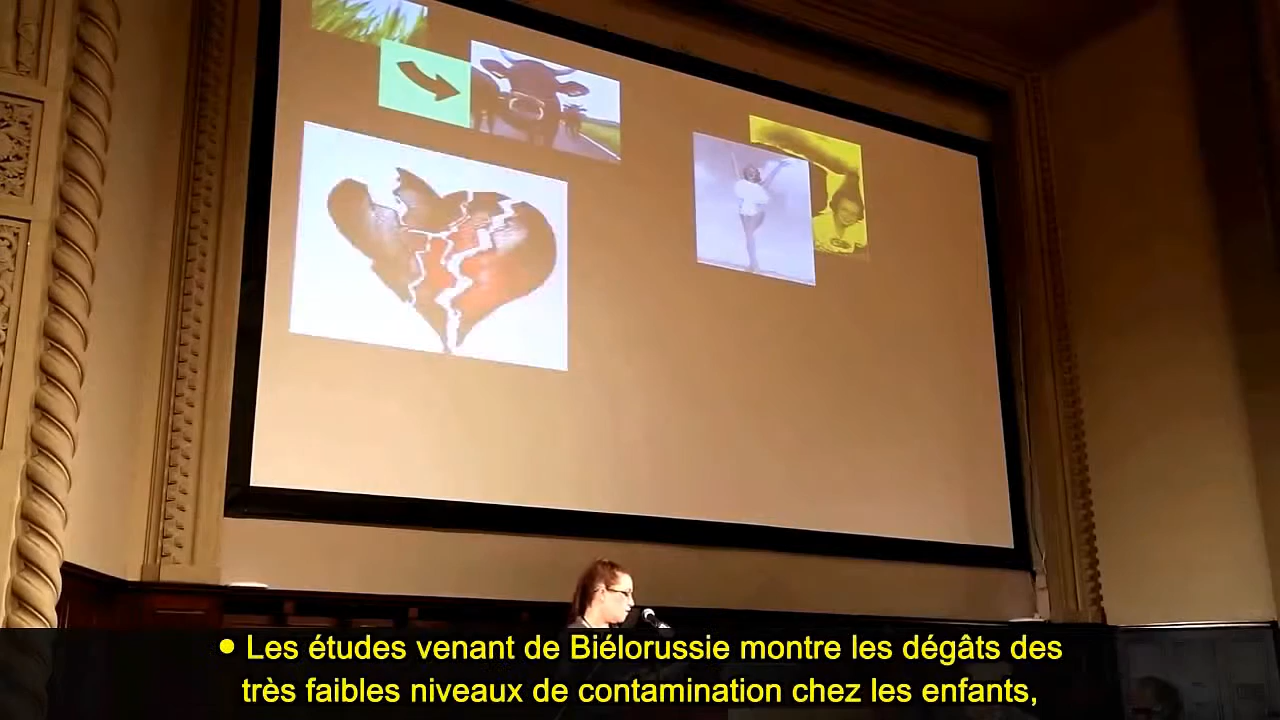 ● Les études venant de Biélorussie montre les dégâts des
très faibles niveaux de contamination chez les enfants,